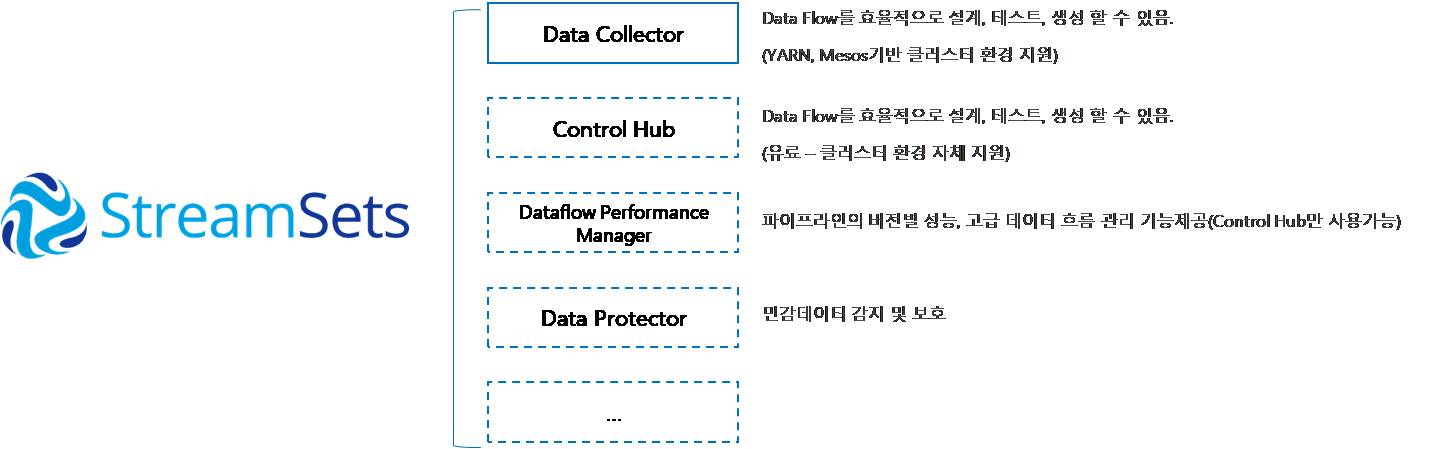 StreamSets
Data Collector
Data Flow를 효율적으로 설계, 테스트, 생성 할 수 있음.
(YARN, Mesos기반 클러스터 환경 지원)
Control Hub
Data Flow를 효율적으로 설계, 테스트, 생성 할 수 있음.
(유료 – 클러스터 환경 자체 지원)
Dataflow Performance
Manager
파이프라인의 버전별 성능, 고급 데이터 흐름 관리 기능제공(Control Hub만 사용가능)
Data Protector
민감데이터 감지 및 보호
...